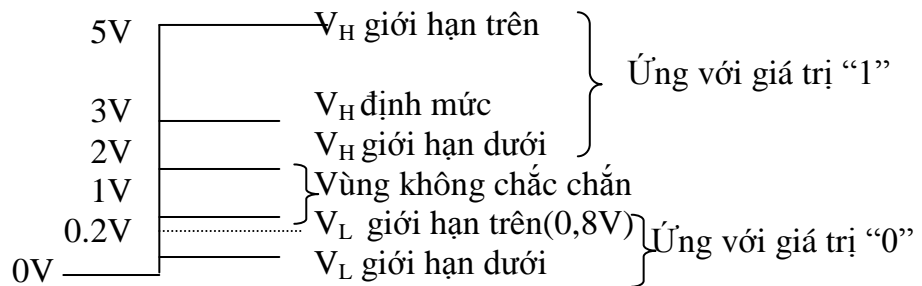 5V V_H giới hạn trên
Ứng với giá trị “1”
3V V_H định mức
2V V_H giới hạn dưới
1V Vùng không chắc chắn
0.2V V_L giới hạn trên(0,8V)
Ứng với giá trị “0”
0V V_L giới hạn dưới